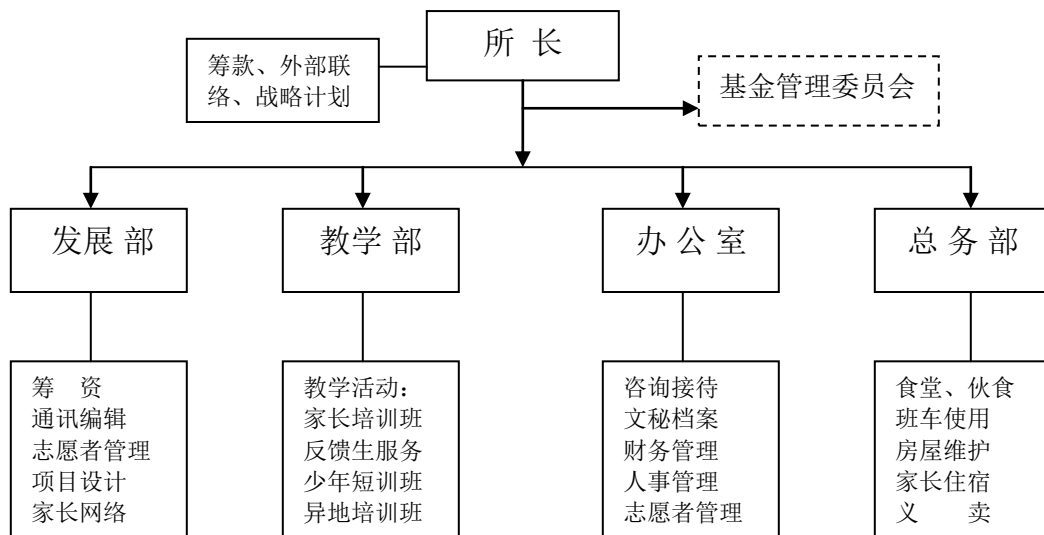 所 长
筹款、外部联
络、战略计划
基金管理委员会
发展 部
教学 部
办 公 室
总 务 部
筹 资
通讯编辑
志愿者管理
项目设计
家长网络
教学活动：
家长培训班
反馈生服务
少年短训班
异地培训班
咨询接待
文秘档案
财务管理
人事管理
志愿者管理
食堂、伙食
班车使用
房屋维护
家长住宿
义 卖